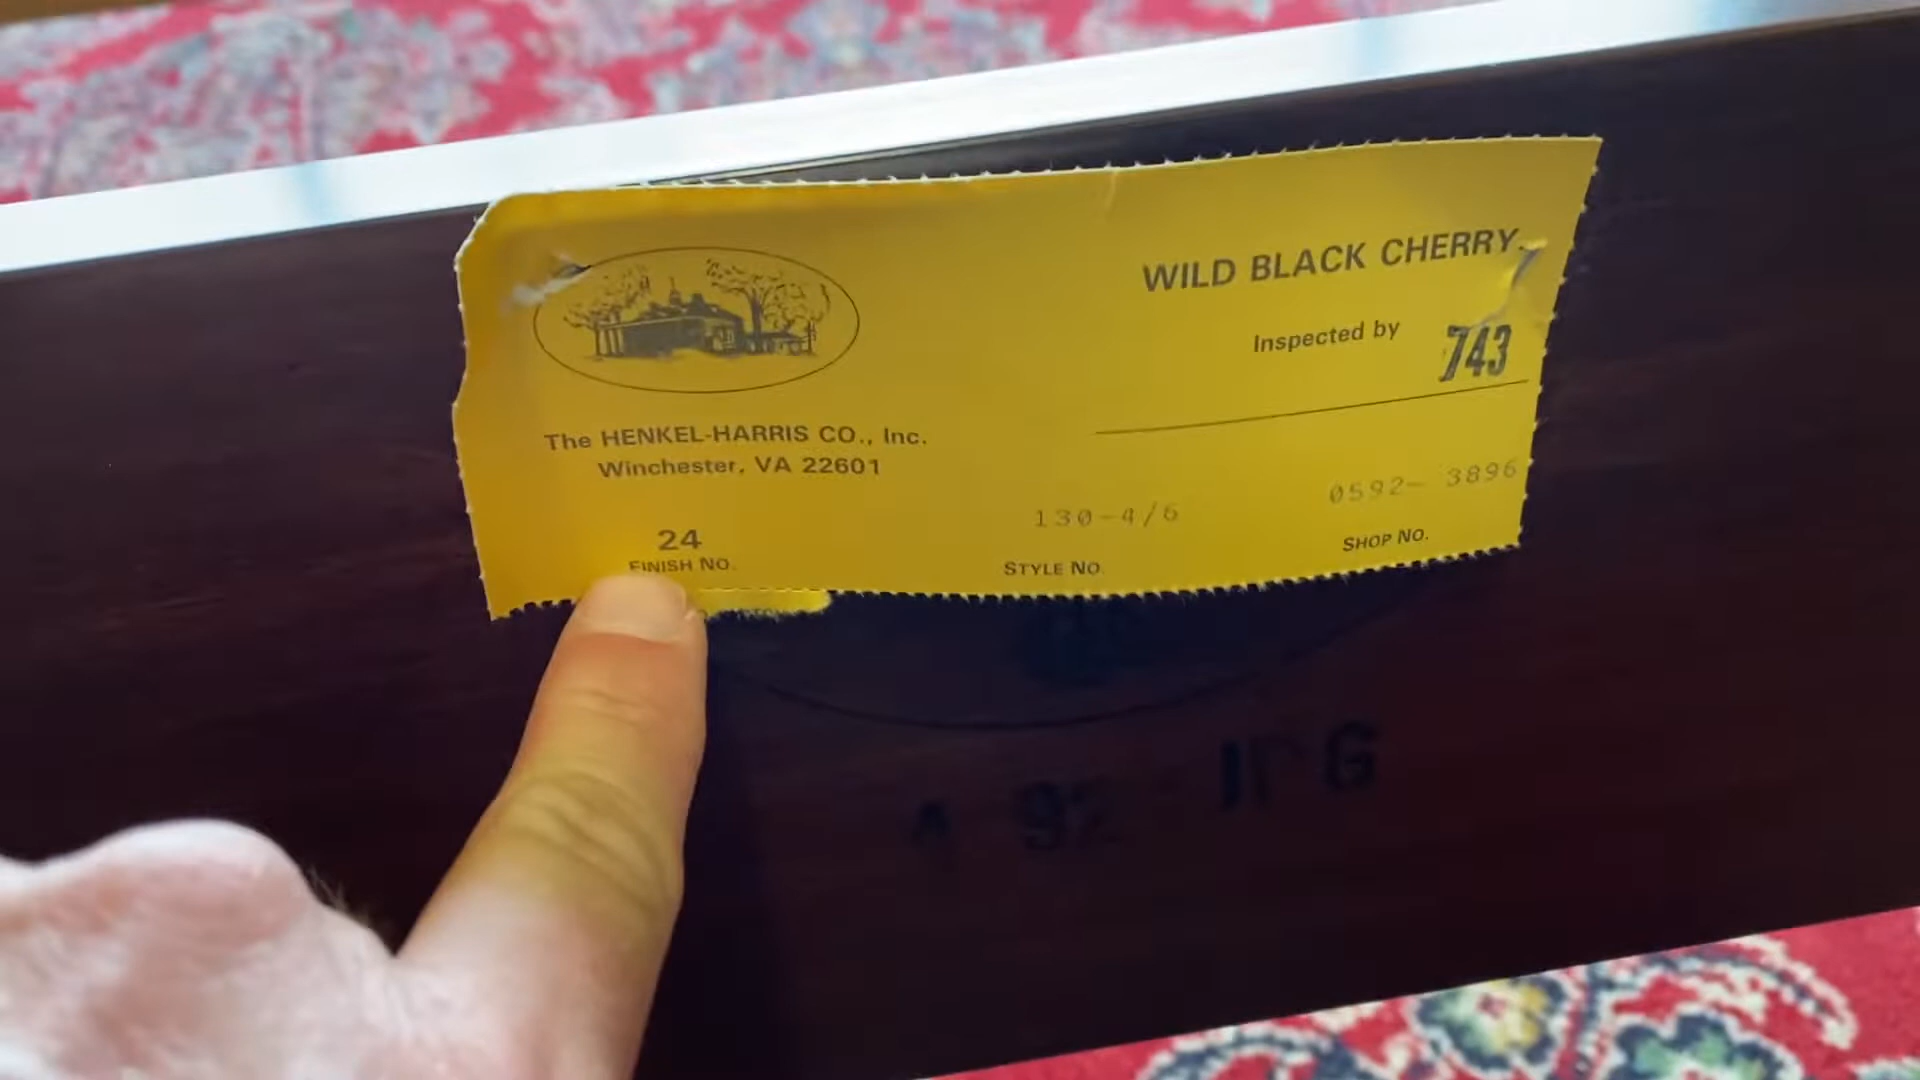 WILD BLACK CHERRY
Inspected by 743
The HENKEL-HARRIS CO., Inc.
Winchester, VA 22601
24 130-4/6 0592- 3896
FINISH NO. STYLE NO. SHOP NO.
92 G